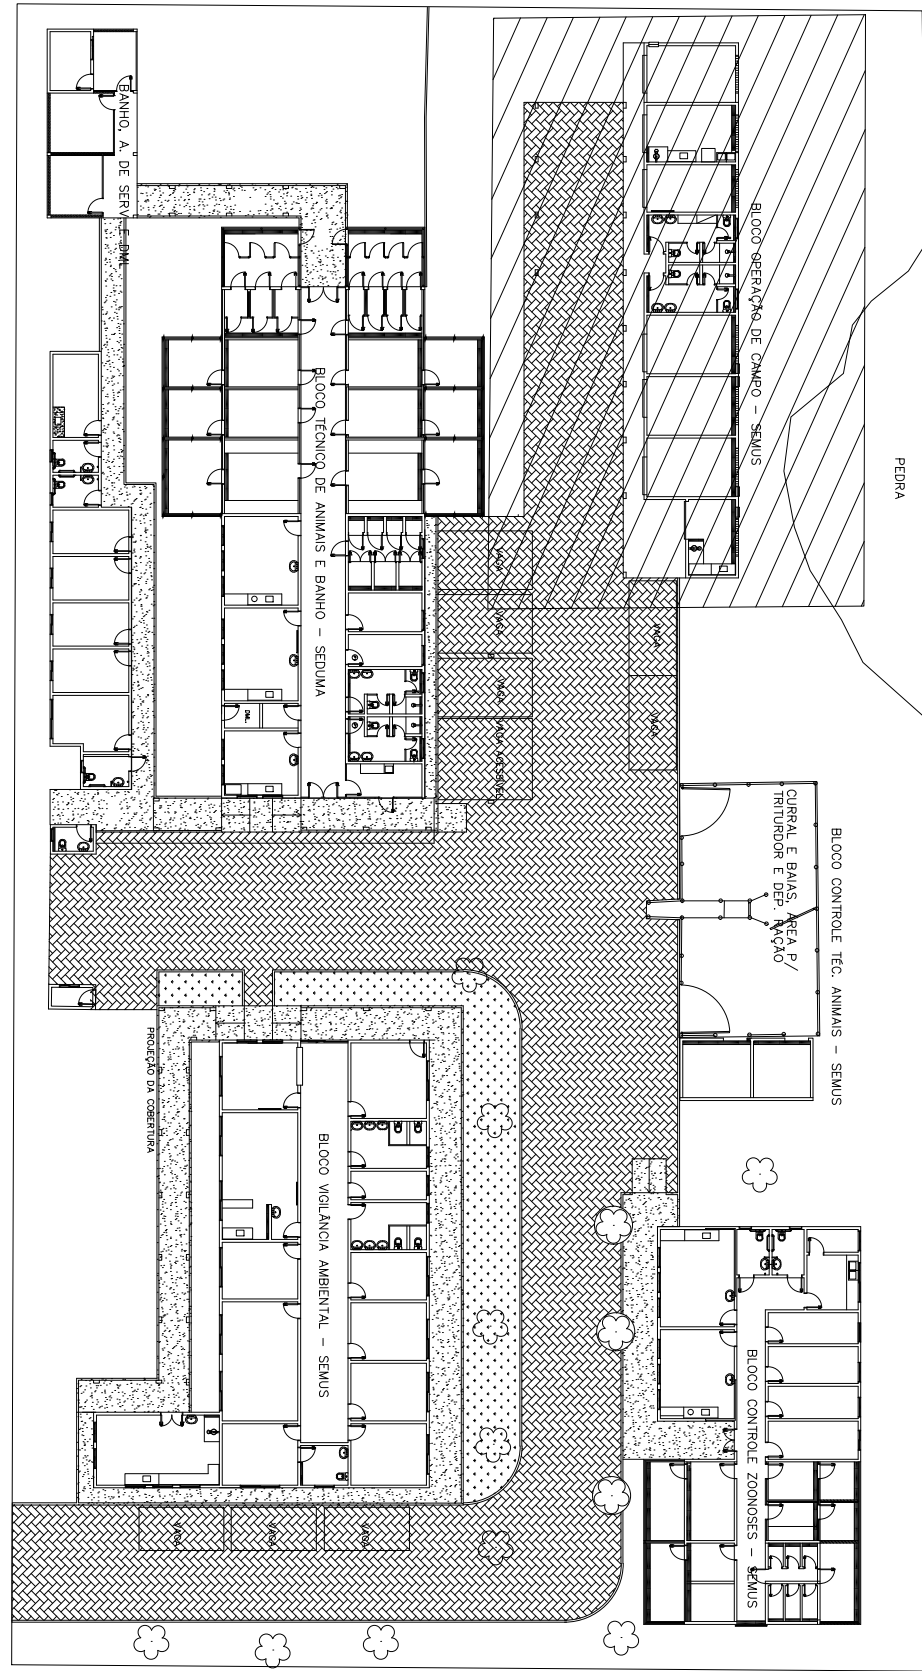 BANHO, A. DE SERV. E DML
BLOCO OPERAÇÃO DE CAMPO - SEMUS
PEDRA
BLOCO TÉCNICO DE ANIMAIS E BANHO - SEDUMA
VAGA
VAGA
VAGA
VAGA ACESSÍVEL
VAGA
VAGA
DML
CURRAL E BAIAS, AREA P/
TRITURDOR E DEP. RAÇÃO
BLOCO CONTROLE TÉC. ANIMAIS - SEMUS
PROJEÇÃO DA COBERTURA
BLOCO VIGILÂNCIA AMBIENTAL - SEMUS
BLOCO CONTROLE ZOONOSES - SEMUS
VAGA
VAGA
VAGA